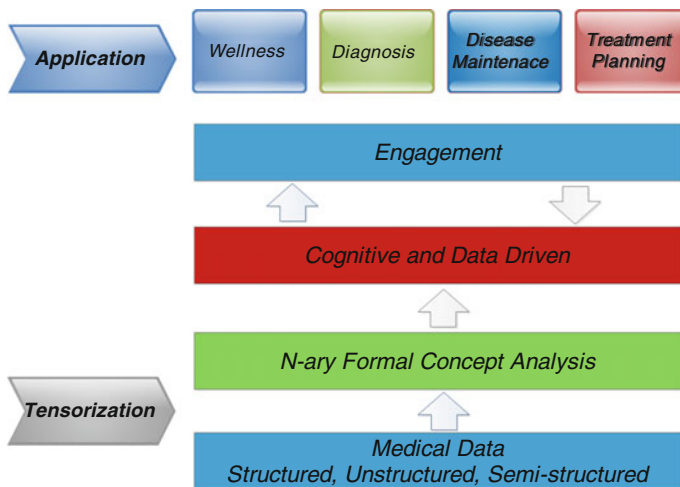 Application
Wellness
Diagnosis
Disease
Maintenace
Treatment
Planning
Engagement
Cognitive and Data Driven
N-ary Formal Concept Analysis
Tensorization
Medical Data
Structured, Unstructured, Semi-structured